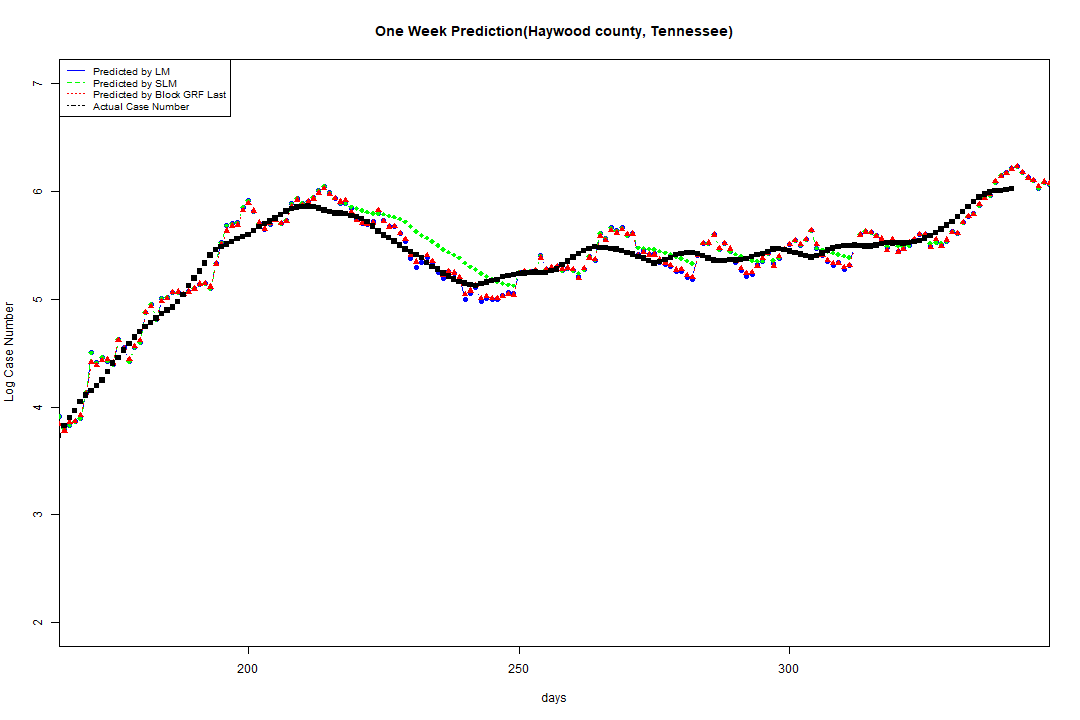 One Week Prediction(Haywood county, Tennessee)
Predicted by LM
Predicted by SLM
Predicted by Block GRF Last
Actual Case Number
7
6
5
4
3
2
Log Case Number
200 250 300
days